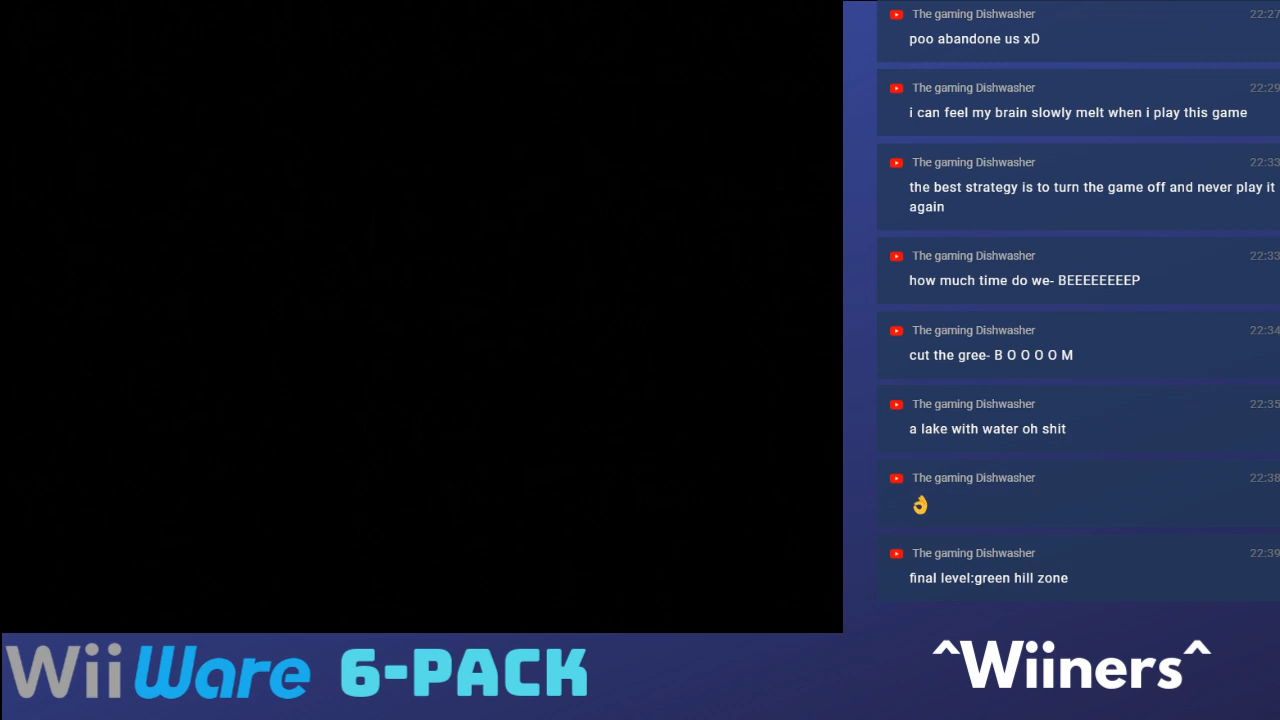 The gaming Dishwasher 22:27
poo abandone us xD
The gaming Dishwasher 22:29
i can feel my brain slowly melt when i play this game
The gaming Dishwasher 22:33
the best strategy is to turn the game off and never play it
again
The gaming Dishwasher 22:33
how much time do we- BEEEEEEEP
The gaming Dishwasher 22:34
cut the gree- B O O O O M
The gaming Dishwasher 22:35
a lake with water oh shit
The gaming Dishwasher 22:38
👌
The gaming Dishwasher 22:39
final level:green hill zone
WiiWare 6-PACK
^Wiiners^